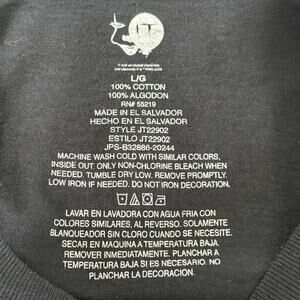 L/G
100% COTTON
100% ALGODON
RN# 55219
MADE IN EL SALVADOR
HECHO EN EL SALVADOR
STYLE JT22902
ESTILO JT22902
JPS-B32886-20244
MACHINE WASH COLD WITH SIMILAR COLORS,
INSIDE OUT. ONLY NON-CHLORINE BLEACH WHEN
NEEDED. TUMBLE DRY LOW. REMOVE PROMPTLY.
LOW IRON IF NEEDED. DO NOT IRON DECORATION.
LAVAR EN LAVADORA CON AGUA FRIA CON
COLORES SIMILARES, AL REVERSO. SOLAMENTE
BLANQUEADOR SIN CLORO CUANDO SE NECESITE.
SECAR EN MAQUINA A TEMPERATURA BAJA.
REMOVER INMEDIATAMENTE. PLANCHAR A
TEMPERATURA BAJA SI ES NECESARIO. NO
PLANCHAR LA DECORACION.